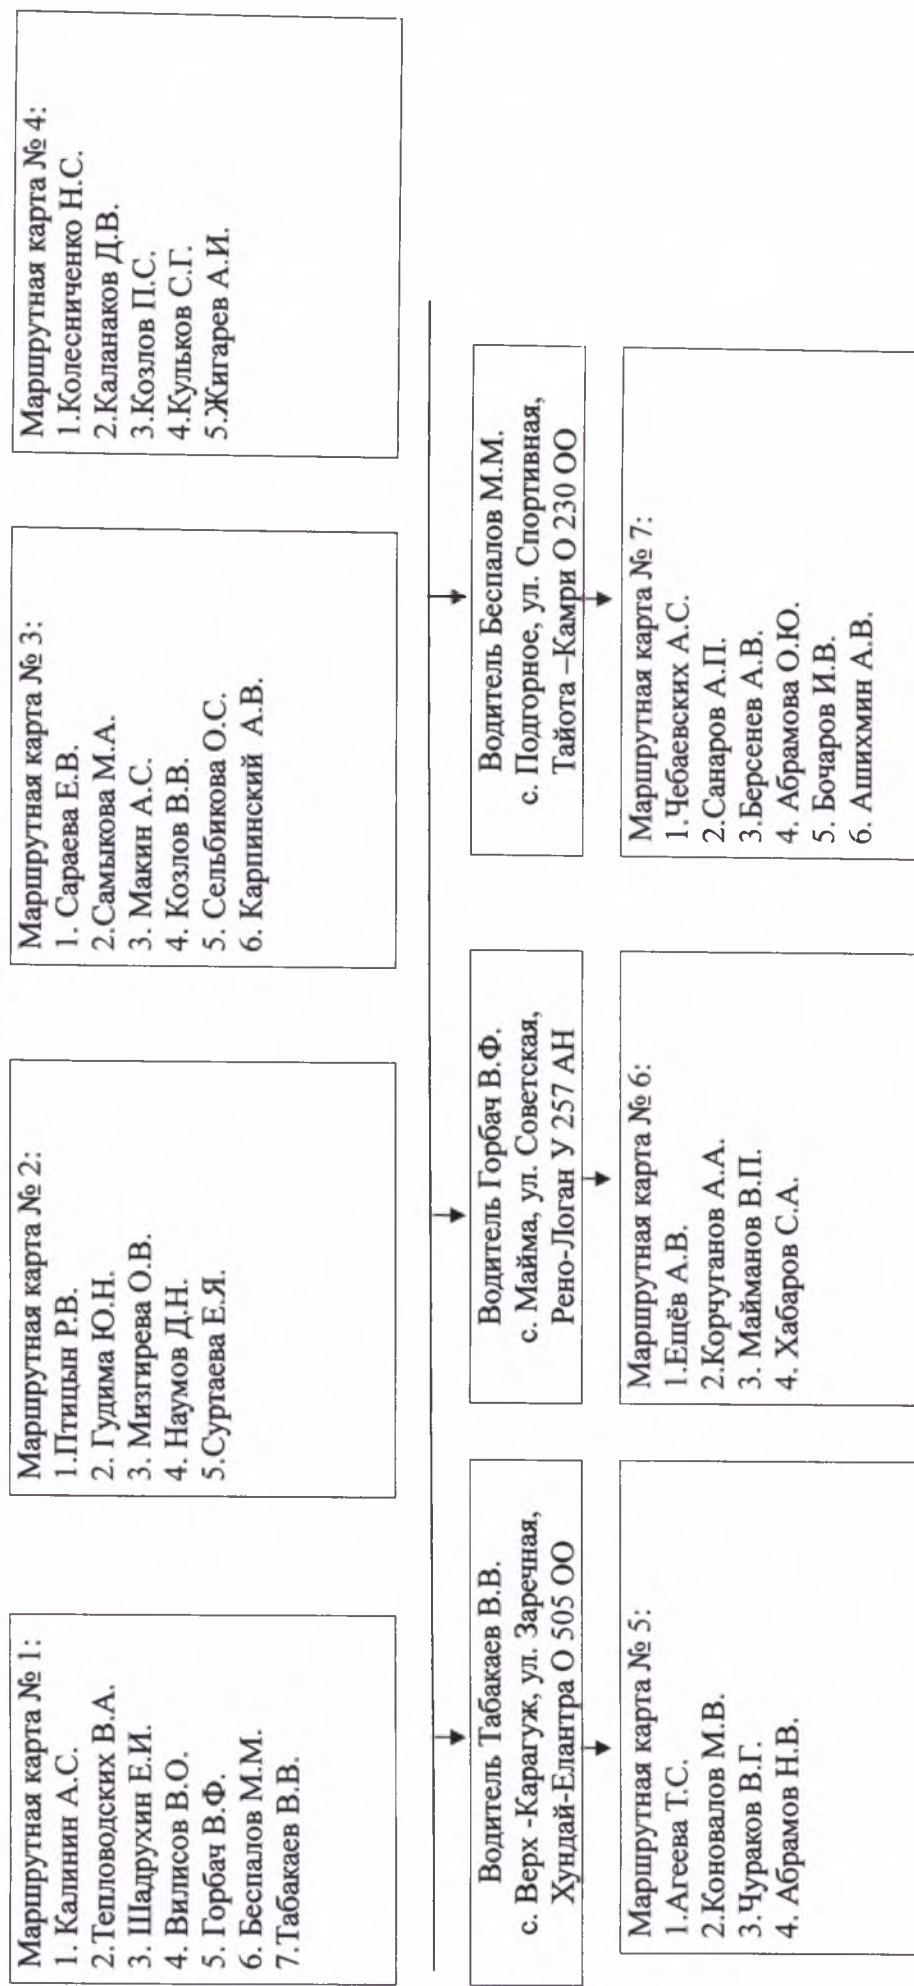 Маршрутная карта № 1:
1. Калинин А.С.
2.Тепловодских В.А.
3. Шадрухин Е.И.
4. Вилисов В.О.
5. Горбач В.Ф.
6. Беспалов М.М.
7.Табакаев В.В.
Маршрутная карта № 2:
1.Птицын Р.В.
2. Гудима Ю.Н.
3. Мизгирева О.В.
4. Наумов Д.Н.
5.Суртаева Е.Я.
Маршрутная карта № 3:
1. Сараева Е.В.
2.Самыкова М.А.
3. Макин А.С.
4. Козлов В.В.
5. Сельбикова О.С.
6. Карпинский А.В.
Маршрутная карта № 4:
1.Колесниченко Н.С.
2.Каланаков Д.В.
3.Козлов П.С.
4.Кульков С.Г.
5.Жигарев А.И.
Водитель Табакаев В.В.
с. Верх -Карагуж, ул. Заречная,
Хундай-Елантра О 505 ОО
Водитель Горбач В.Ф.
с. Майма, ул. Советская,
Рено-Логан У 257 АН
Водитель Беспалов М.М.
с. Подгорное, ул. Спортивная,
Тайота –Камри О 230 ОО
Маршрутная карта № 5:
1.Агеева Т.С.
2.Коновалов М.В.
3.Чураков В.Г.
4. Абрамов Н.В.
Маршрутная карта № 6:
1.Ещёв А.В.
2.Корчуганов А.А.
3. Майманов В.П.
4. Хабаров С.А.
Маршрутная карта № 7:
1.Чебаевских А.С.
2.Санаров А.П.
3.Берсенев А.В.
4. Абрамова О.Ю.
5. Бочаров И.В.
6. Ашихмин А.В.